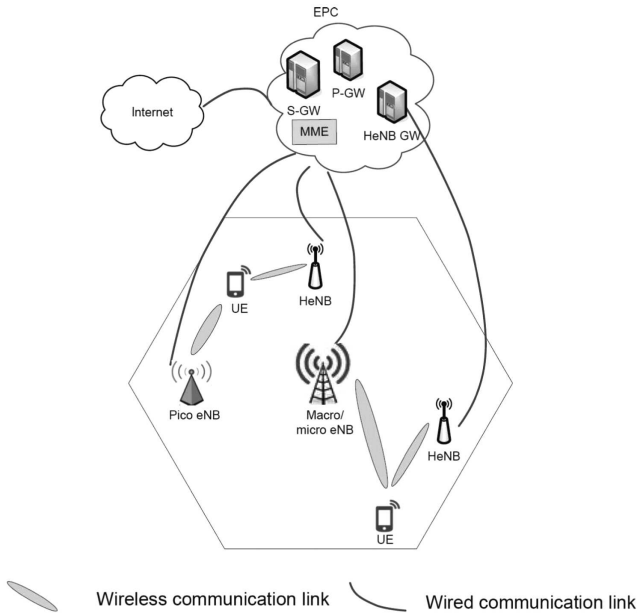 EPC
Internet
S-GW
P-GW
MME
HeNB GW
UE
HeNB
Pico eNB
Macro/
micro eNB
HeNB
UE
Wireless communication link
Wired communication link